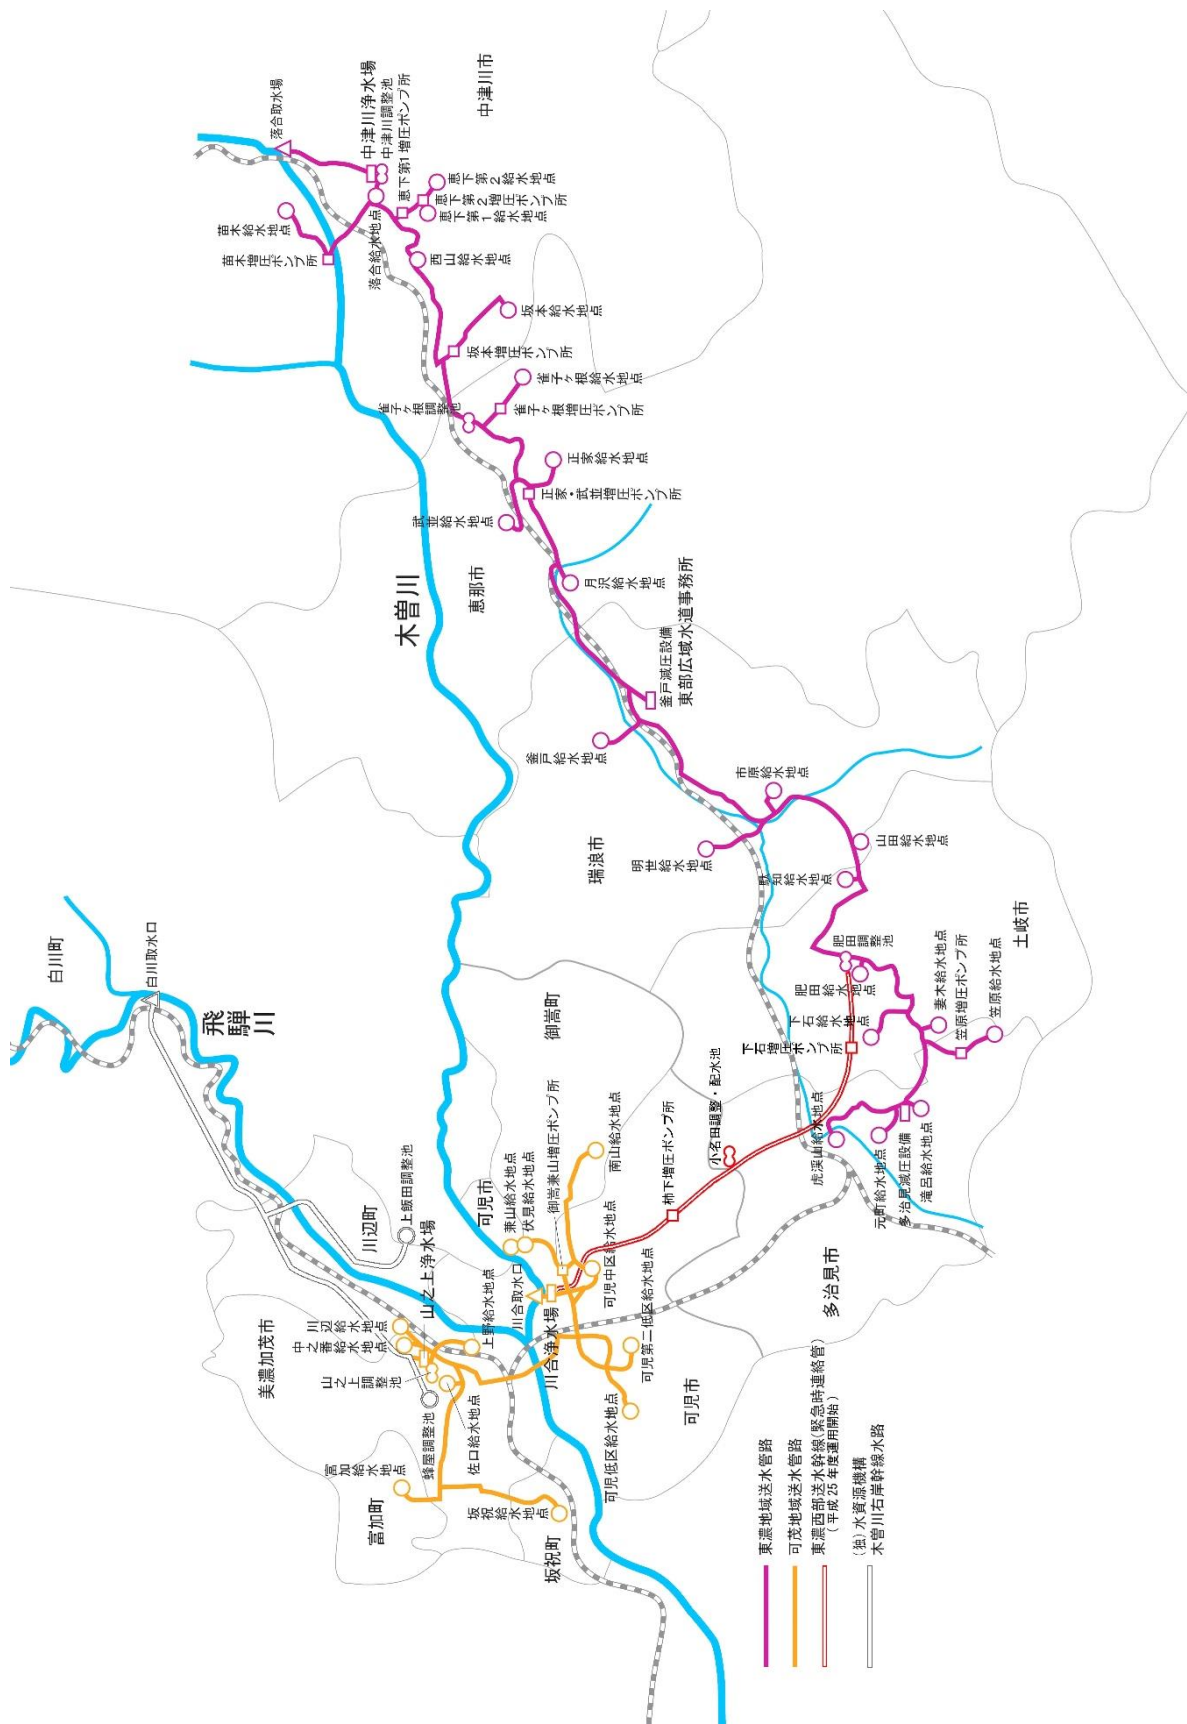 白川町
白川取水口
飛騨川
木曽川
落合取水場
中津川浄水場
中津川調整池
恵下第1増圧ポンプ所
中津川市
苗木給水地点
苗木増圧ポンプ所
落合給水地点
恵下第2給水地点
恵下第2増圧ポンプ所
恵下第1給水地点
西山給水地点
坂本給水地点
坂本増圧ポンプ所
雀子ヶ根調整池
雀子ヶ根給水地点
雀子ヶ根増圧ポンプ所
正家給水地点
正家・武並増圧ポンプ所
武並給水地点
恵那市
月沢給水地点
釜戸減圧設備
東部広域水道事務所
釜戸給水地点
瑞浪市
市原給水地点
明世給水地点
山田給水地点
駄知給水地点
土岐市
肥田調整池
肥田給水地点
下石給水地点
下石増圧ポンプ所
妻木給水地点
笠原増圧ポンプ所
笠原給水地点
御嵩町
小名田調整・配水池
虎渓山給水地点
元町給水地点
多治見減圧設備
滝呂給水地点
多治見市
柿下増圧ポンプ所
南山給水地点
御嵩兼山増圧ポンプ所
伏見給水地点
兼山給水地点
可児市
川合取水口
川合浄水場
可児中区給水地点
可児第二低区給水地点
可児低区給水地点
可児市
川辺町
上飯田調整池
山之上浄水場
上野給水地点
美濃加茂市
川辺給水地点
中之番給水地点
山之上調整池
蜂屋調整池
佐口給水地点
富加給水地点
富加町
坂祝給水地点
坂祝町
東濃地域送水管路
可茂地域送水管路
東濃西部送水幹線(緊急時連絡管)
(平成25年度運用開始)
(独)水資源機構
木曽川右岸幹線水路